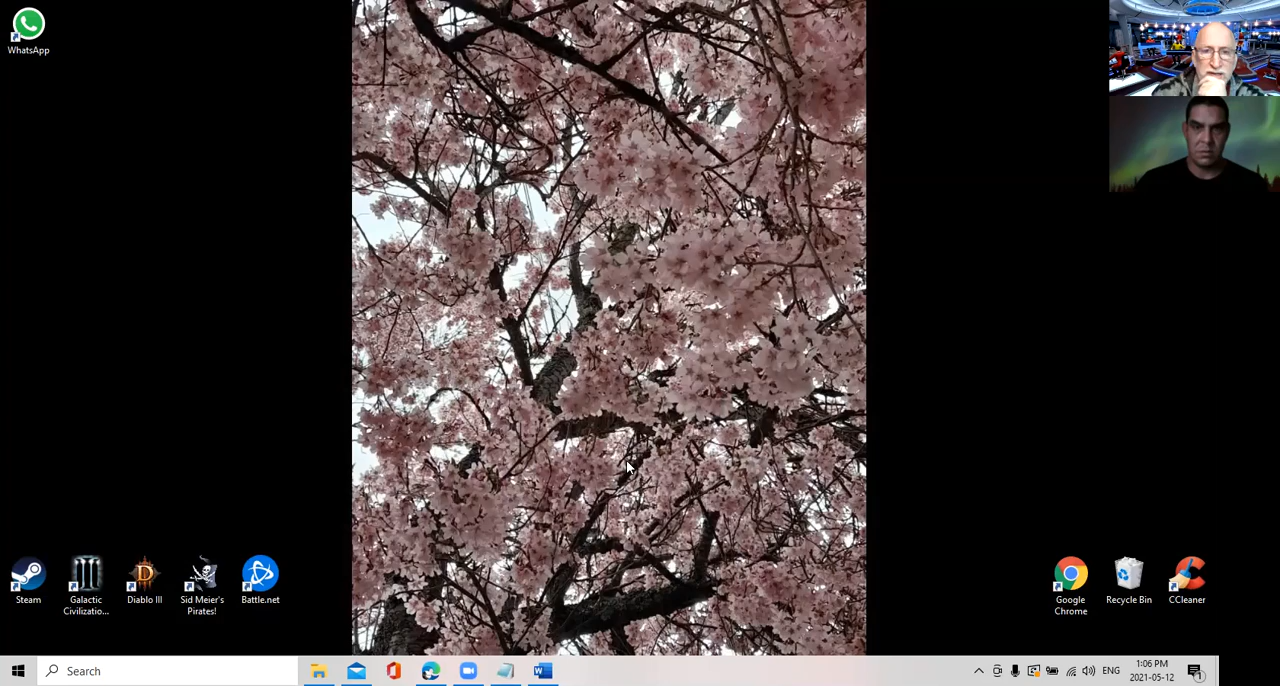 WhatsApp
Steam
Galactic
Civilizatio...
Diablo III
Sid Meier's
Pirates!
Battle.net
Google
Chrome
Recycle Bin
CCleaner
Search
ENG
1:06 PM
2021-05-12
1